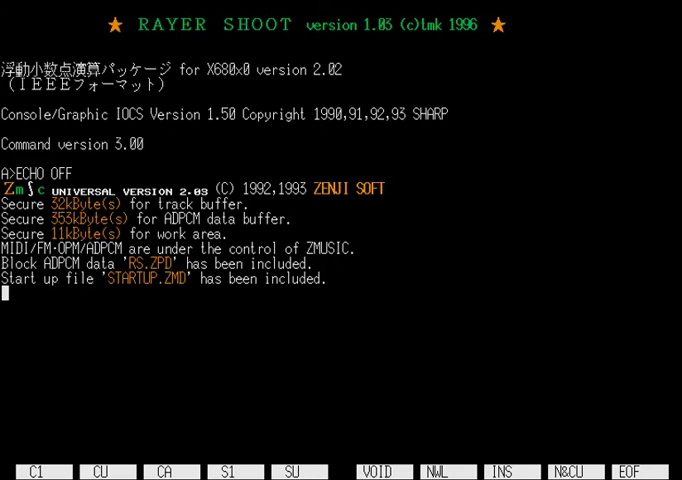 ★ RAYER SHOOT version 1.03 (c)tmk 1996 ★
浮動小数点演算パッケージ for X680x0 version 2.02
（ＩＥＥＥフォーマット）
Console/Graphic IOCS Version 1.50 Copyright 1990,91,92,93 SHARP
Command version 3.00
A>ECHO OFF
Zm∫c UNIVERSAL VERSION 2.03 (C) 1992,1993 ZENJI SOFT
Secure 32kByte(s) for track buffer.
Secure 353kByte(s) for ADPCM data buffer.
Secure 11kByte(s) for work area.
MIDI/FM·OPM/ADPCM are under the control of ZMUSIC.
Block ADPCM data 'RS.ZPD' has been included.
Start up file 'STARTUP.ZMD' has been included.
C1 CU CA S1 SU VOID NWL INS N&CU EOF